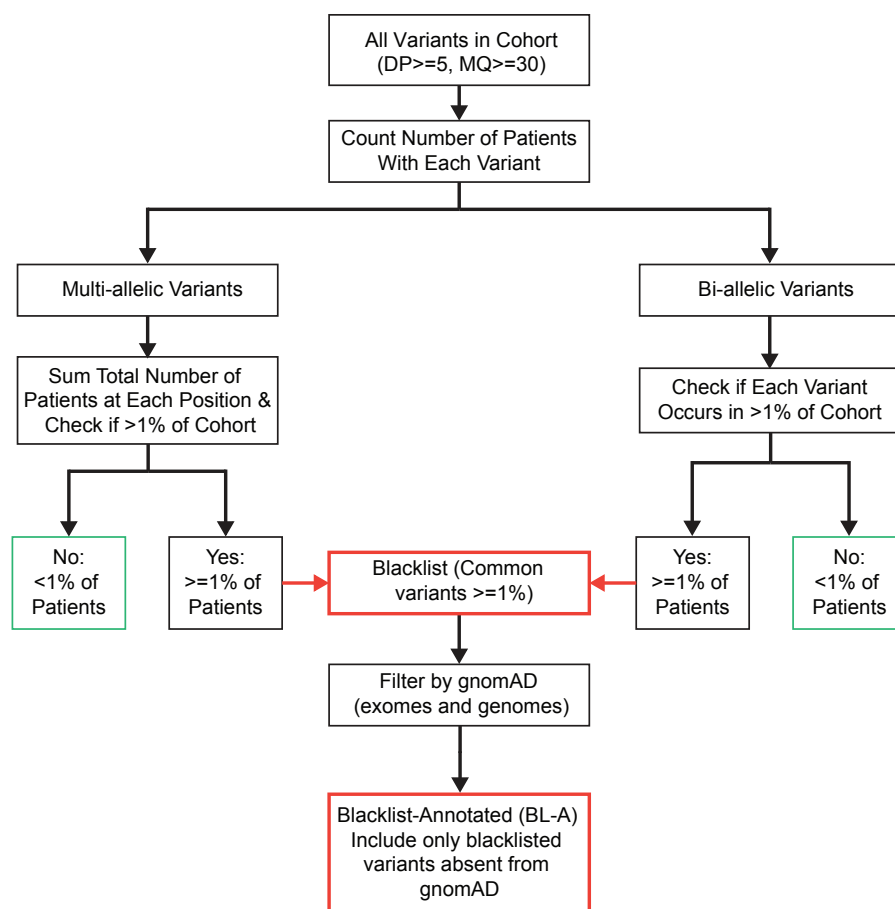 All Variants in Cohort
(DP>=5, MQ>=30)
Count Number of Patients
With Each Variant
Multi-allelic Variants
Bi-allelic Variants
Sum Total Number of
Patients at Each Position &
Check if >1% of Cohort
Check if Each Variant
Occurs in >1% of Cohort
No:
<1% of
Patients
Yes:
>=1% of
Patients
Blacklist (Common
variants >=1%)
Yes:
>=1% of
Patients
No:
<1% of
Patients
Filter by gnomAD
(exomes and genomes)
Blacklist-Annotated (BL-A)
Include only blacklisted
variants absent from
gnomAD